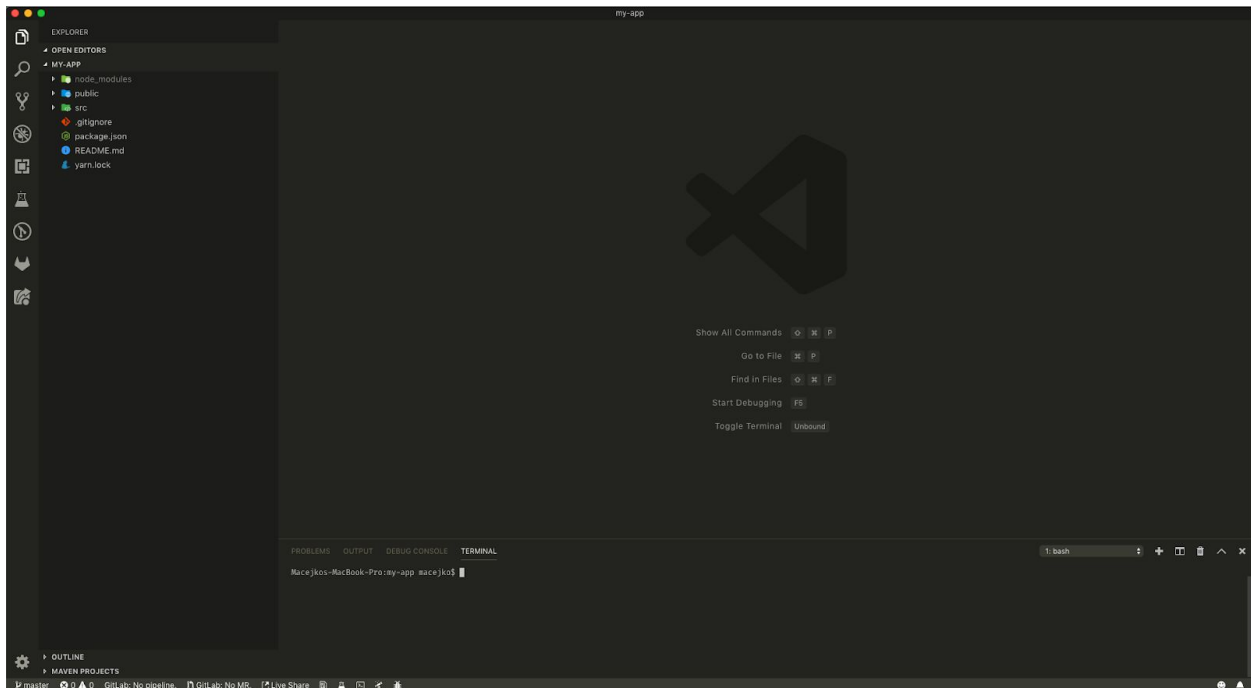 my-app
EXPLORER
OPEN EDITORS
MY-APP
node_modules
public
src
.gitignore
package.json
README.md
yarn.lock
Show All Commands ⇧ ⌘ P
Go to File ⌘ P
Find in Files ⇧ ⌘ F
Start Debugging F5
Toggle Terminal Unbound
PROBLEMS OUTPUT DEBUG CONSOLE TERMINAL 1: bash
Macejkos-MacBook-Pro:my-app macejko$
OUTLINE
MAVEN PROJECTS
master 0 0 GitLab: No pipeline. GitLab: No MR. Live Share